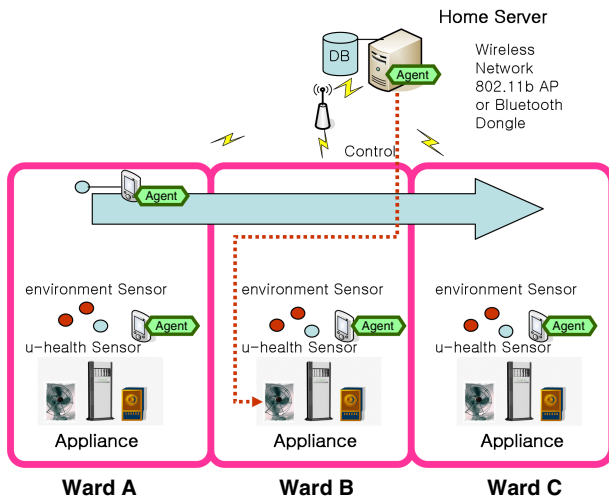 Home Server
DB
Agent
Wireless
Network
802.11b AP
or Bluetooth
Dongle
Control
Agent
environment Sensor
Agent
u-health Sensor
Appliance
environment Sensor
Agent
u-health Sensor
Appliance
environment Sensor
Agent
u-health Sensor
Appliance
Ward A
Ward B
Ward C